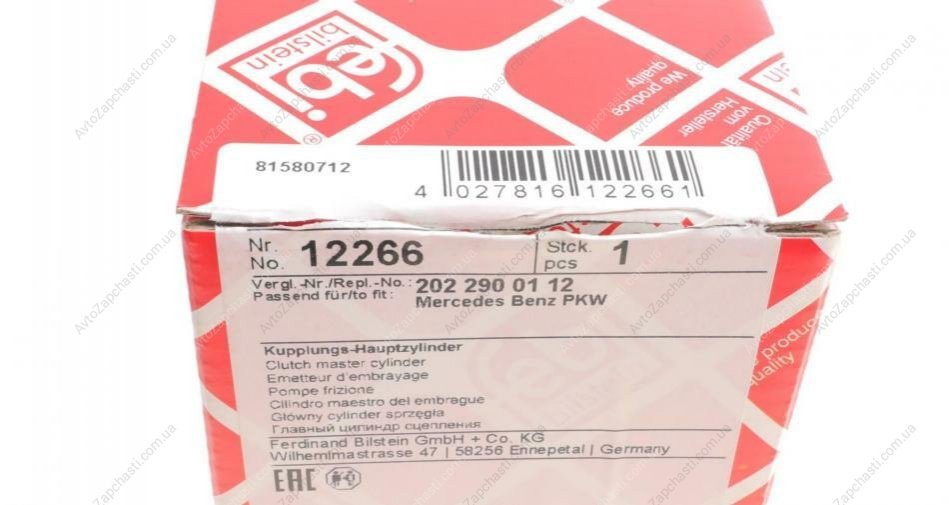 febi
bilstein
®
We produce
quality
Qualität
vom
Hersteller
81580712
4 027816 122661
Nr.
No. 12266
Stck.
pcs 1
Vergl.-Nr./Repl.-No.: 202 290 01 12
Passend für/to fit: Mercedes Benz PKW
Kupplungs-Hauptzylinder
Clutch master cylinder
Emetteur d'embrayage
Pompe frizione
Cilindro maestro del embrague
Główny cylinder sprzęgła
Главный цилиндр сцепления
Ferdinand Bilstein GmbH + Co. KG
Wilhelmstrasse 47 | 58256 Ennepetal | Germany
EAC
produce
quality
AvtoZapchasti.com.ua